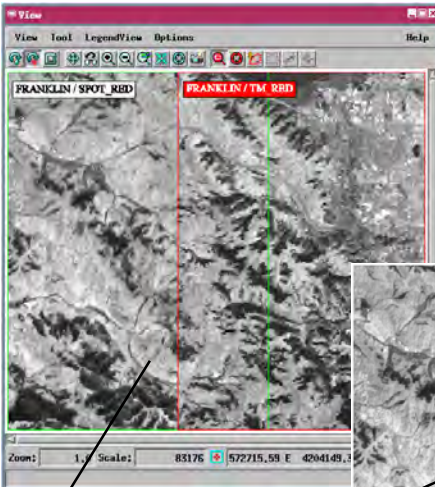 View
View Tool LegendView Options Help
FRANKLIN / SPOT_RED FRANKLIN / TM_RED
Zoom: Scale: 83176 572715.59 E